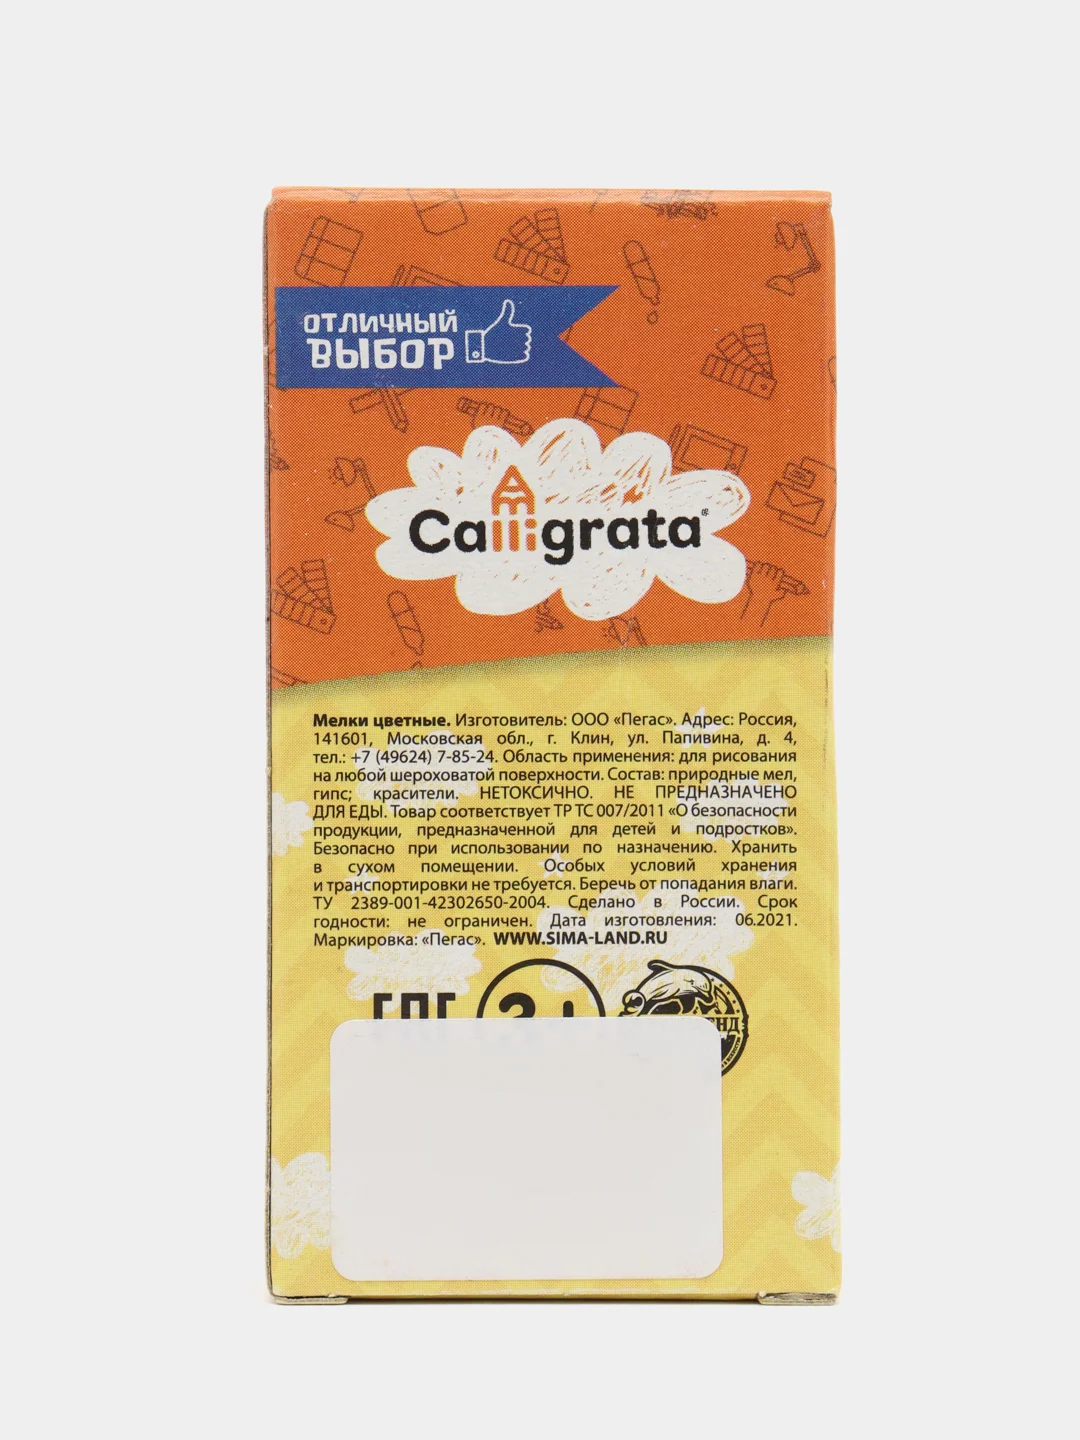 ОТЛИЧНЫЙ
ВЫБОР
Calligrata®
Мелки цветные. Изготовитель: ООО «Пегас». Адрес: Россия,
141601, Московская обл., г. Клин, ул. Папивина, д. 4,
тел.: +7 (49624) 7-85-24. Область применения: для рисования
на любой шероховатой поверхности. Состав: природные мел,
гипс; красители. НЕТОКСИЧНО. НЕ ПРЕДНАЗНАЧЕНО
ДЛЯ ЕДЫ. Товар соответствует ТР ТС 007/2011 «О безопасности
продукции, предназначенной для детей и подростков».
Безопасно при использовании по назначению. Хранить
в сухом помещении. Особых условий хранения
и транспортировки не требуется. Беречь от попадания влаги.
ТУ 2389-001-42302650-2004. Сделано в России. Срок
годности: не ограничен. Дата изготовления: 06.2021.
Маркировка: «Пегас». WWW.SIMA-LAND.RU